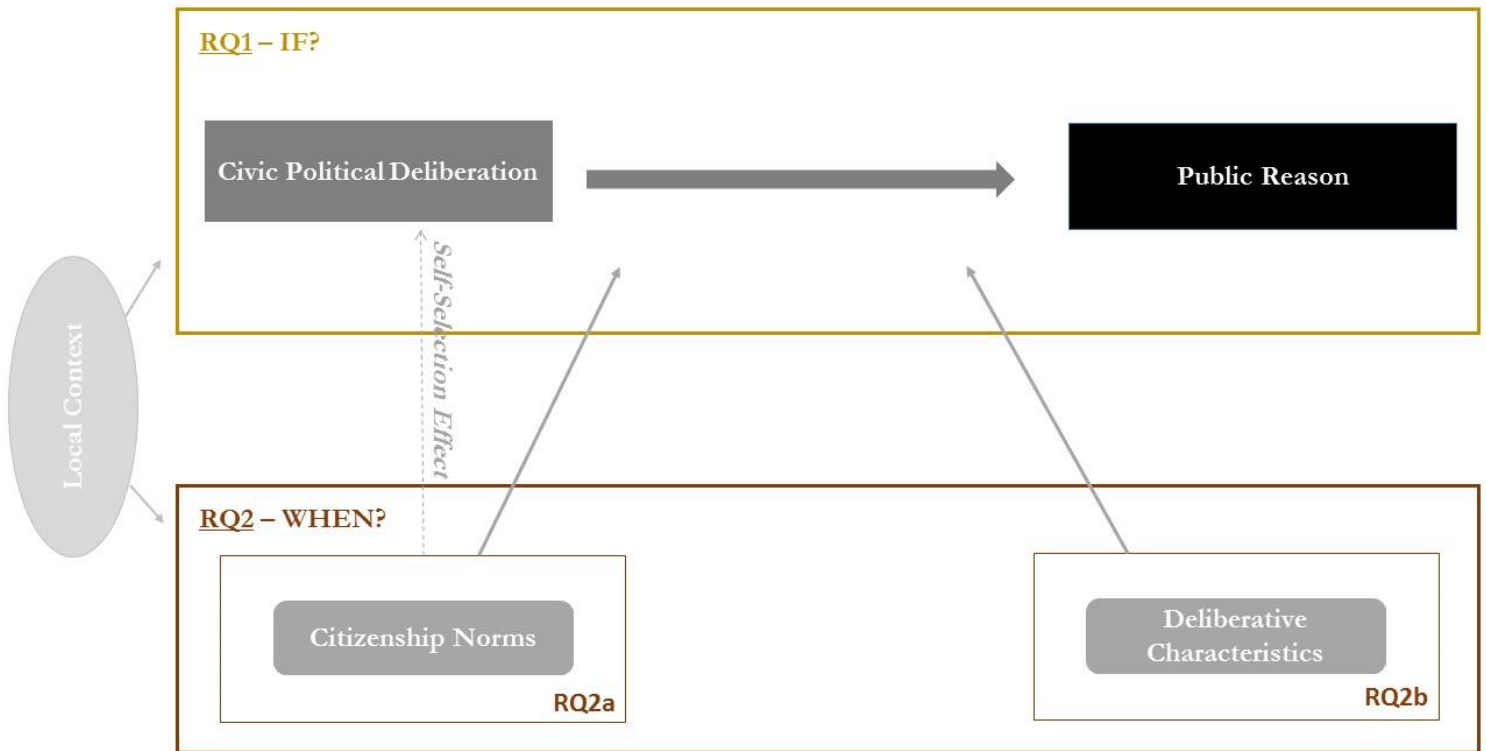 RQ1 – IF?
Civic Political Deliberation
Public Reason
Self-Selection Effect
Local Context
RQ2 – WHEN?
Citizenship Norms
RQ2a
Deliberative
Characteristics
RQ2b